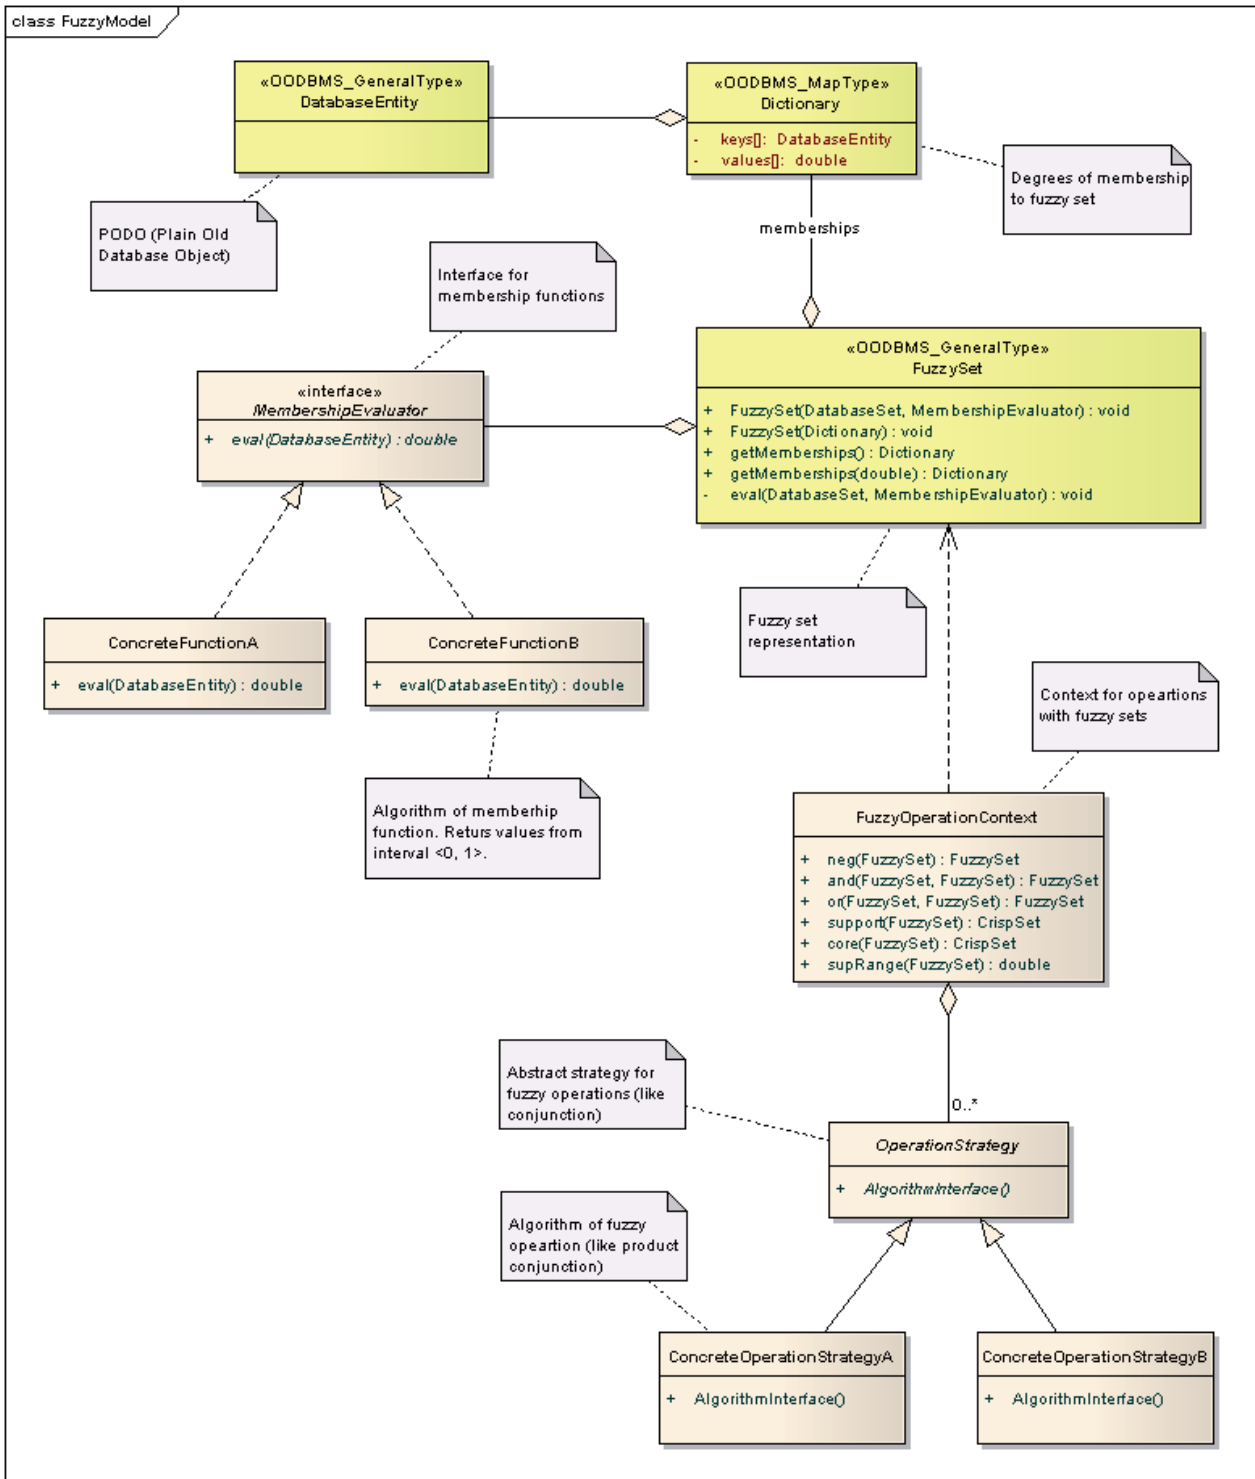 class FuzzyModel
«OODBMS_GeneralType»
DatabaseEntity
«OODBMS_MapType»
Dictionary
- keys[]: DatabaseEntity
- values[]: double
Degrees of membership
to fuzzy set
PODO (Plain Old
Database Object)
memberships
Interface for
membership functions
«OODBMS_GeneralType»
FuzzySet
+ FuzzySet(DatabaseSet, MembershipEvaluator) : void
+ FuzzySet(Dictionary) : void
+ getMemberships() : Dictionary
+ getMemberships(double) : Dictionary
- eval(DatabaseSet, MembershipEvaluator) : void
«interface»
MembershipEvaluator
+ eval(DatabaseEntity) : double
Fuzzy set
representation
ConcreteFunctionA
+ eval(DatabaseEntity) : double
ConcreteFunctionB
+ eval(DatabaseEntity) : double
Context for opeartions
with fuzzy sets
Algorithm of memberhip
function. Returs values from
interval <0, 1>.
FuzzyOperationContext
+ neg(FuzzySet) : FuzzySet
+ and(FuzzySet, FuzzySet) : FuzzySet
+ or(FuzzySet, FuzzySet) : FuzzySet
+ support(FuzzySet) : CrispSet
+ core(FuzzySet) : CrispSet
+ supRange(FuzzySet) : double
Abstract strategy for
fuzzy operations (like
conjunction)
0..*
OperationStrategy
+ AlgorithmInterface()
Algorithm of fuzzy
opeartion (like product
conjunction)
ConcreteOperationStrategyA
+ AlgorithmInterface()
ConcreteOperationStrategyB
+ AlgorithmInterface()